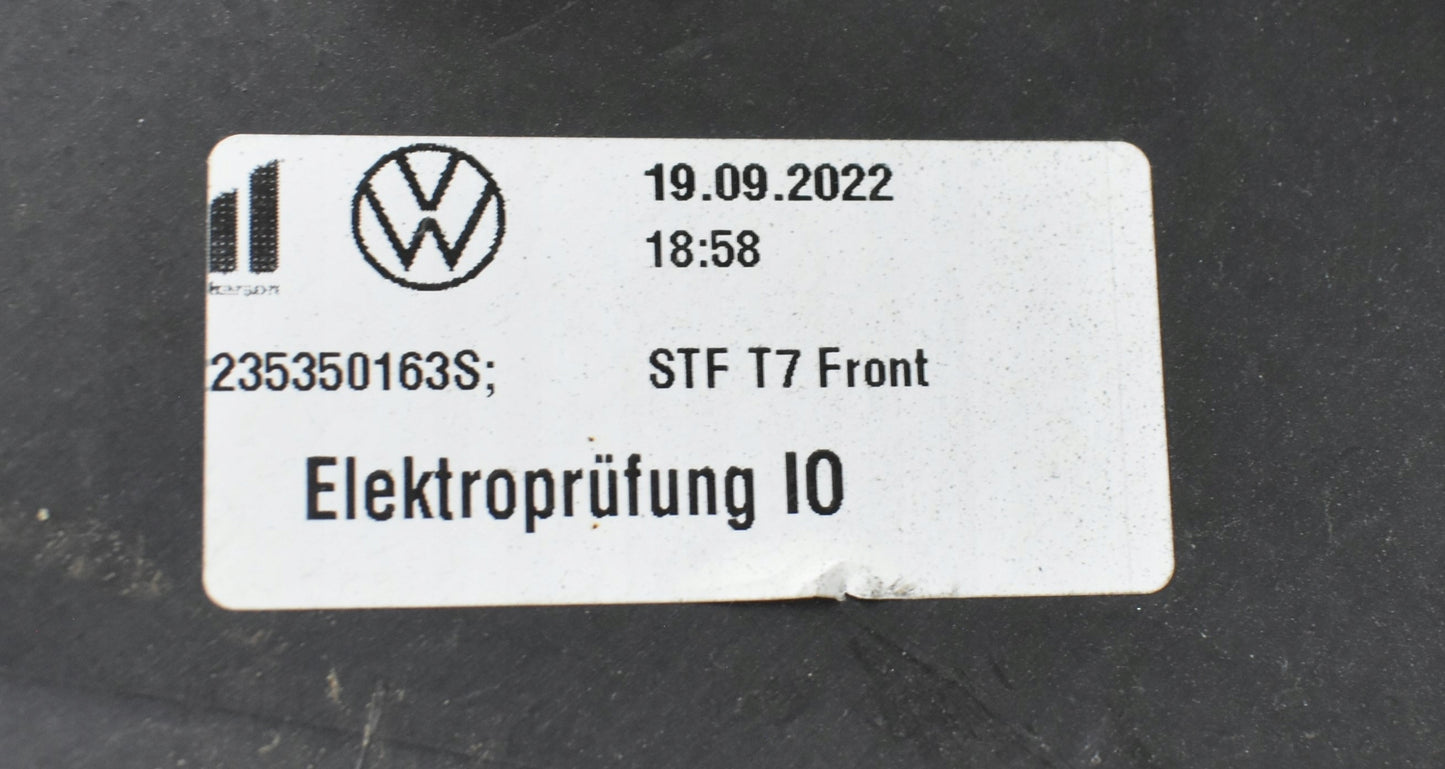 19.09.2022
18:58
235350163S;
STF T7 Front
Elektroprüfung IO